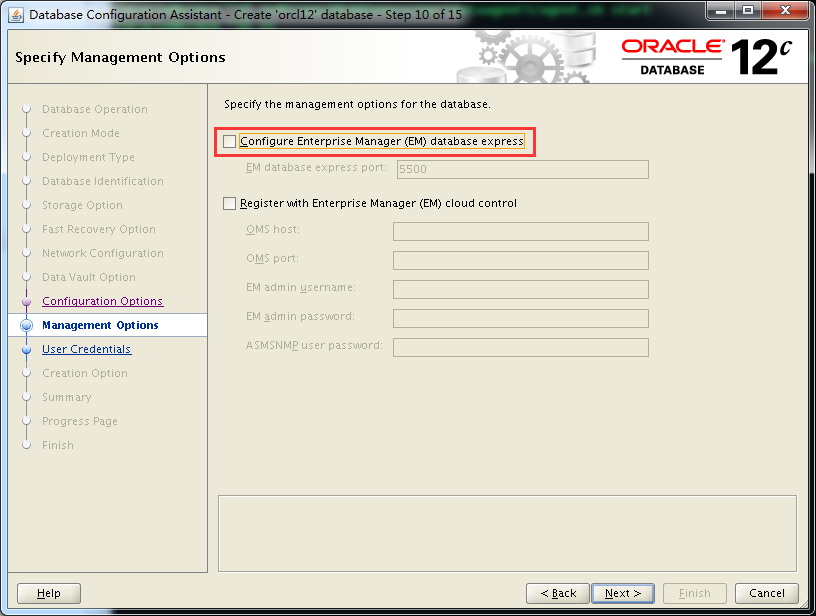 Database Configuration Assistant - Create 'orcl12' database - Step 10 of 15
Specify Management Options
ORACLE®
DATABASE
12c
Database Operation
Creation Mode
Deployment Type
Database Identification
Storage Option
Fast Recovery Option
Network Configuration
Data Vault Option
Configuration Options
Management Options
User Credentials
Creation Option
Summary
Progress Page
Finish
Specify the management options for the database.
Configure Enterprise Manager (EM) database express
EM database express port: 5500
Register with Enterprise Manager (EM) cloud control
OMS host:
OMS port:
EM admin username:
EM admin password:
ASMSNMP user password:
Help
< Back
Next >
Finish
Cancel